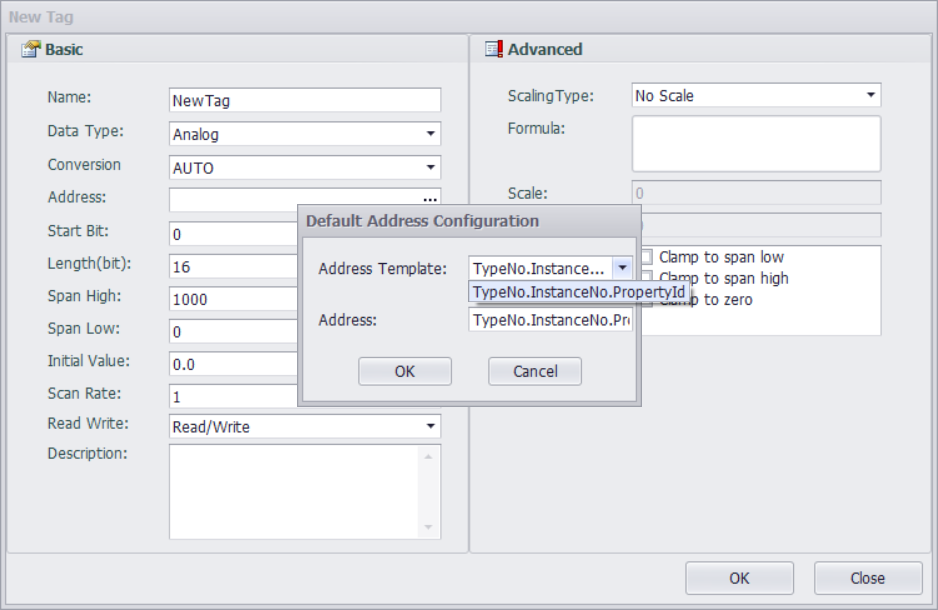 New Tag
Basic
Name:
NewTag
Data Type:
Analog
Conversion
AUTO
Address:
...
Start Bit:
0
Length(bit):
16
Span High:
1000
Span Low:
0
Initial Value:
0.0
Scan Rate:
1
Read Write:
Read/Write
Description:
Advanced
ScalingType:
No Scale
Formula:
Scale:
0
Clamp to span low
Clamp to span high
Clamp to zero
Default Address Configuration
Address Template:
TypeNo.Instance...
TypeNo.InstanceNo.PropertyId
Address:
TypeNo.InstanceNo.Pr
OK
Cancel
OK
Close